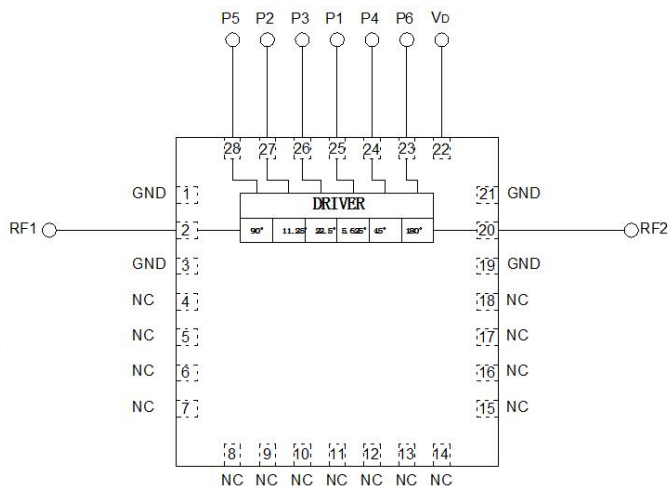 P5 P2 P3 P1 P4 P6 VD
28 27 26 25 24 23 22
GND 1 21 GND
DRIVER
RF1 2 90° 11.25° 22.5° 5.625° 45° 180° 20 RF2
GND 3 19 GND
NC 4 18 NC
NC 5 17 NC
NC 6 16 NC
NC 7 15 NC
8 9 10 11 12 13 14
NC NC NC NC NC NC NC